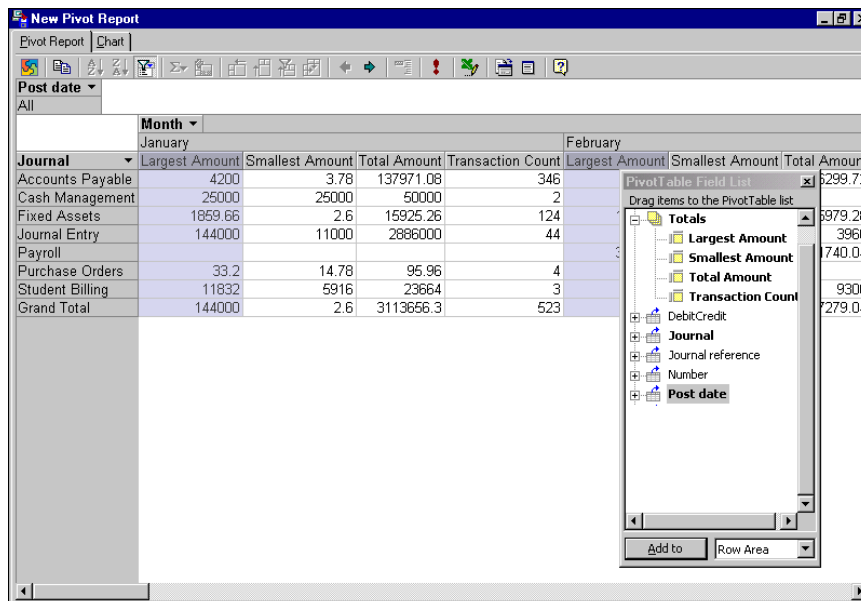 New Pivot Report
Pivot Report Chart
Post date
All
Month
January February
Journal Largest Amount Smallest Amount Total Amount Transaction Count Largest Amount Smallest Amount Total Amoun
Accounts Payable 4200 3.78 137971.08 346
Cash Management 25000 25000 50000 2
Fixed Assets 1859.66 2.6 15925.26 124
Journal Entry 144000 11000 2886000 44
Payroll
Purchase Orders 33.2 14.78 95.96 4
Student Billing 11832 5916 23664 3
Grand Total 144000 2.6 3113656.3 523
PivotTable Field List
Drag items to the PivotTable list
Totals
Largest Amount
Smallest Amount
Total Amount
Transaction Count
DebitCredit
Journal
Journal reference
Number
Post date
Add to Row Area